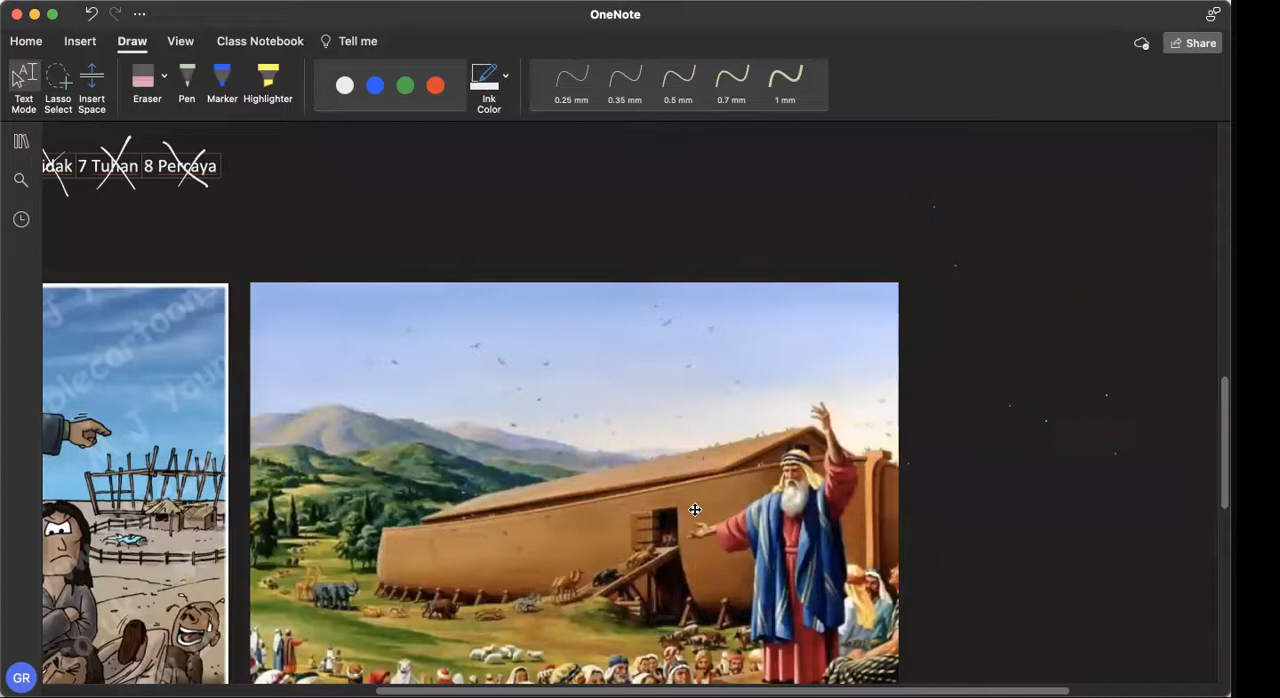 OneNote
Home Insert Draw View Class Notebook Tell me
Share
Text Mode
Lasso Select
Insert Space
Eraser
Pen
Marker
Highlighter
Ink Color
0.25 mm
0.35 mm
0.5 mm
0.7 mm
1 mm
idak 7 Tuhan 8 Percaya
GR